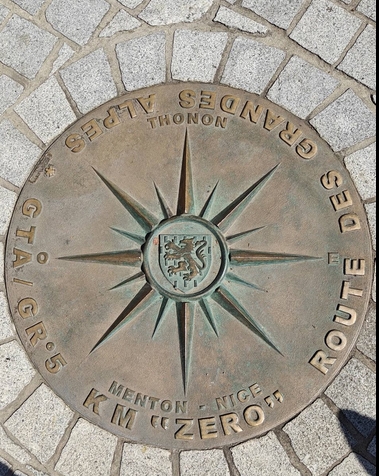 ROUTE DES GRANDES ALPES
THONON
GTA/GR·5
O
E
MENTON - NICE
KM "ZERO"